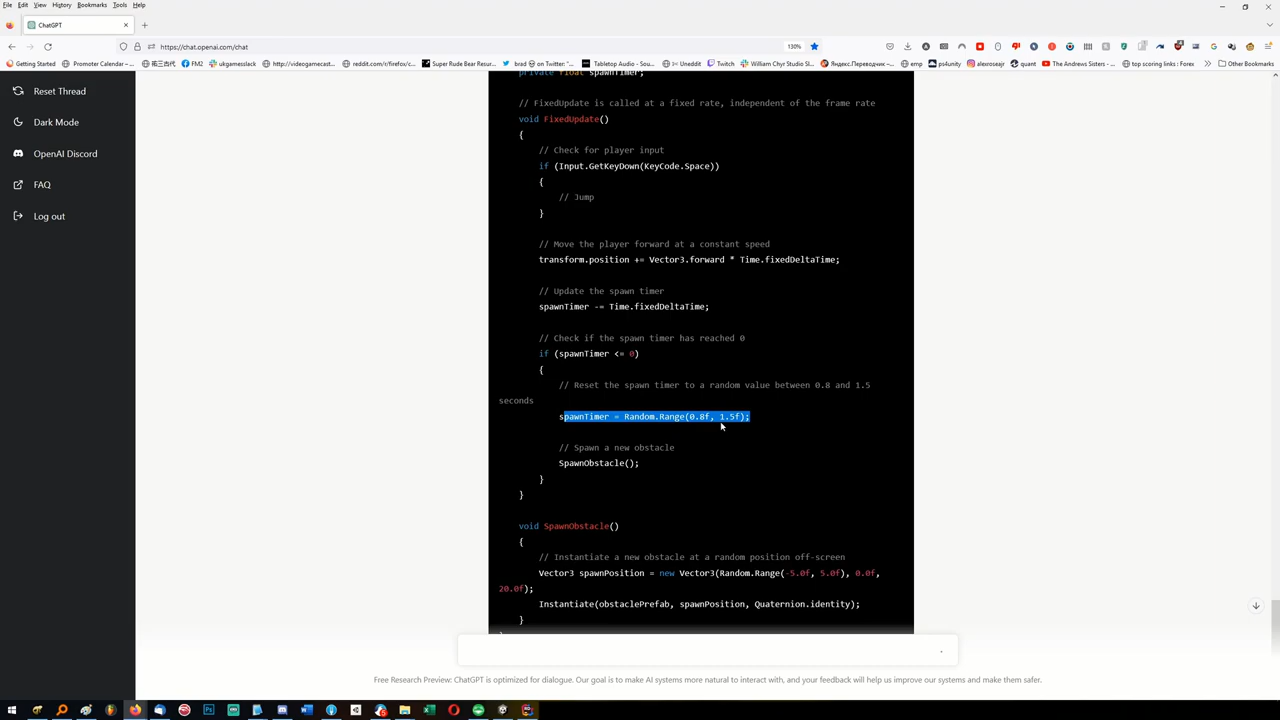 File Edit View History Bookmarks Tools Help
ChatGPT
https://chat.openai.com/chat
130%
Getting Started
Promoter Calendar—
FM2
ukgamesslack
http://videogamecast...
reddit.com/r/firefox/c...
Super Rude Bear Resur...
Tabletop Audio - Sou...
Uneddit
Twitch
William Chyr Studio Sl...
Яндекс.Переводчик –...
emp
ps4unity
alexrosejr
quant
The Andrews Sisters -...
top scoring links : Forex
Other Bookmarks
Reset Thread
Dark Mode
OpenAI Discord
FAQ
Log out
private float spawnTimer;
// FixedUpdate is called at a fixed rate, independent of the frame rate
void FixedUpdate()
{
// Check for player input
if (Input.GetKeyDown(KeyCode.Space))
{
// Jump
}
// Move the player forward at a constant speed
transform.position += Vector3.forward * Time.fixedDeltaTime;
// Update the spawn timer
spawnTimer -= Time.fixedDeltaTime;
// Check if the spawn timer has reached 0
if (spawnTimer <= 0)
{
// Reset the spawn timer to a random value between 0.8 and 1.5
seconds
spawnTimer = Random.Range(0.8f, 1.5f);
// Spawn a new obstacle
SpawnObstacle();
}
}
void SpawnObstacle()
{
// Instantiate a new obstacle at a random position off-screen
Vector3 spawnPosition = new Vector3(Random.Range(-5.0f, 5.0f), 0.0f,
20.0f);
Instantiate(obstaclePrefab, spawnPosition, Quaternion.identity);
}
Free Research Preview: ChatGPT is optimized for dialogue. Our goal is to make AI systems more natural to interact with, and your feedback will help us improve our systems and make them safer.